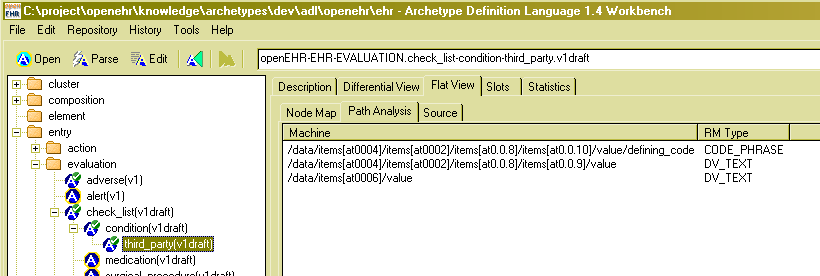 C:\project\openehr\knowledge\archetypes\dev\adl\openehr\ehr - Archetype Definition Language 1.4 Workbench
EHR
File Edit Repository History Tools Help
Open Parse Edit openEHR-EHR-EVALUATION.check_list-condition-third_party.v1draft
cluster
composition
element
entry
action
evaluation
adverse(v1)
alert(v1)
check_list(v1draft)
condition(v1draft)
third_party(v1draft)
medication(v1draft)
surgical_procedure(v1draft)
Description Differential View Flat View Slots Statistics
Node Map Path Analysis Source
Machine RM Type
/data/items[at0004]/items[at0002]/items[at0.0.8]/items[at0.0.10]/value/defining_code CODE_PHRASE
/data/items[at0004]/items[at0002]/items[at0.0.8]/items[at0.0.9]/value DV_TEXT
/data/items[at0006]/value DV_TEXT